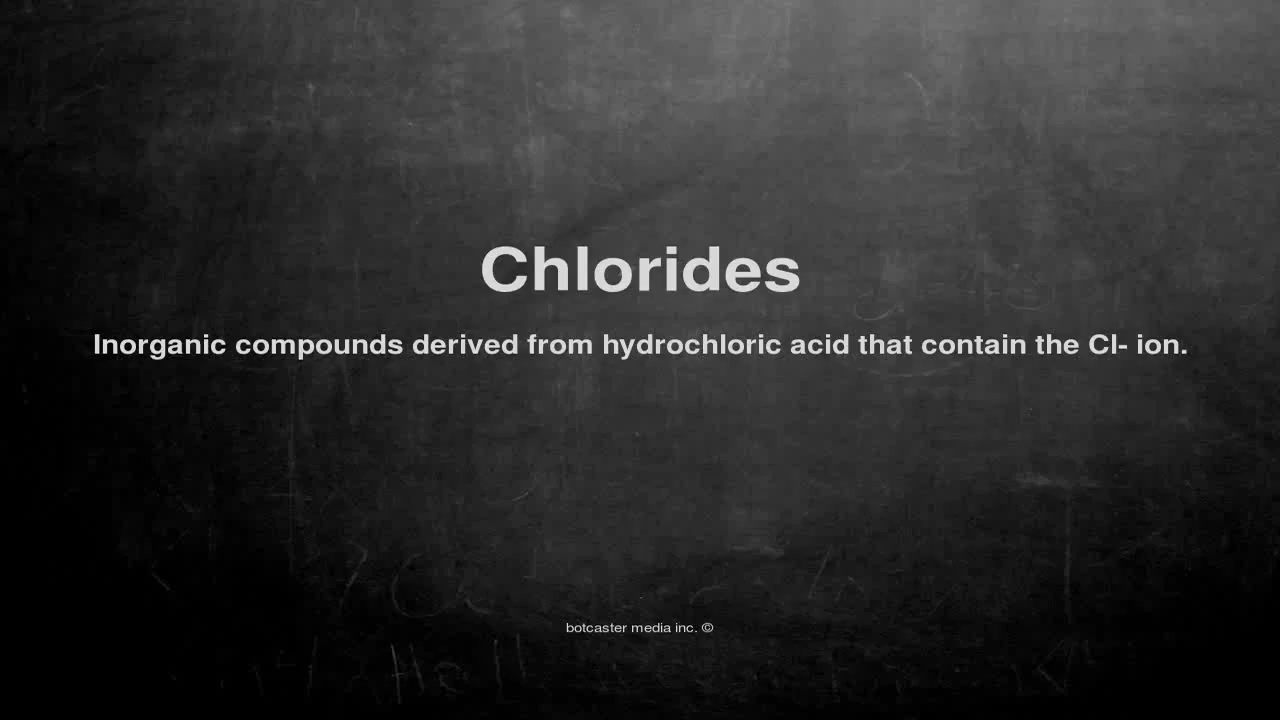 Chlorides
Inorganic compounds derived from hydrochloric acid that contain the Cl- ion.
botcaster media inc. ©